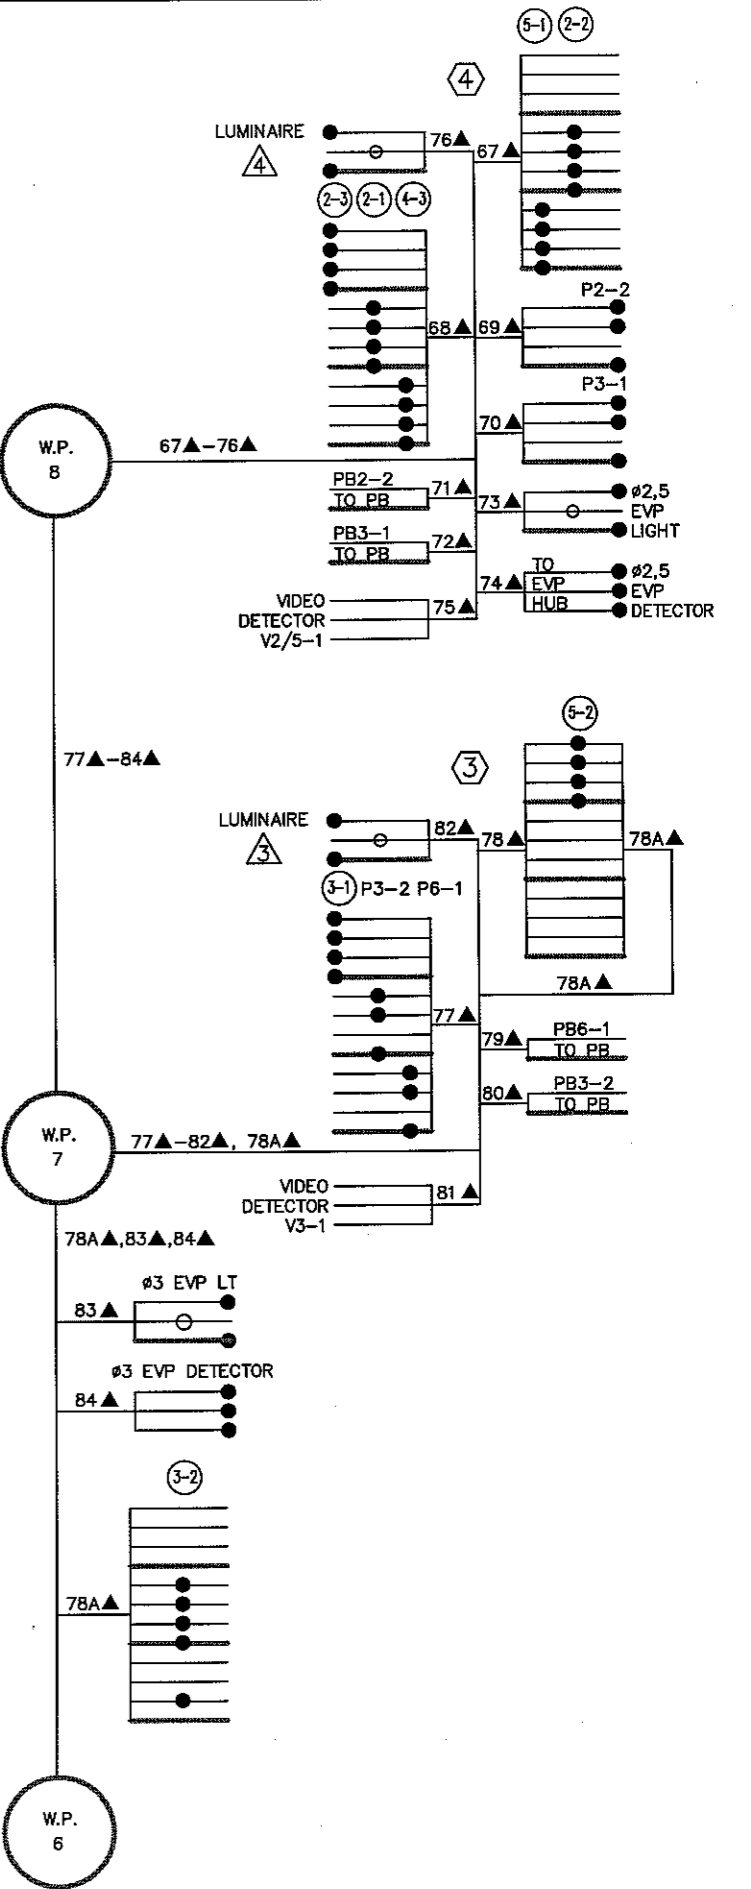 5-1 2-2
4
LUMINAIRE
4
76▲
67▲
2-3 2-1 4-3
P2-2
68▲ 69▲
P3-1
70▲
W.P.
8
67▲-76▲
PB2-2
TO PB
71▲
73▲
ø2,5
EVP
LIGHT
PB3-1
TO PB
72▲
74▲
TO
EVP
HUB
ø2,5
EVP
DETECTOR
VIDEO
DETECTOR
V2/5-1
75▲
5-2
77▲-84▲
3
LUMINAIRE
3
82▲
78▲
78A▲
3-1 P3-2 P6-1
78A▲
77▲
79▲
PB6-1
TO PB
80▲
PB3-2
TO PB
W.P.
7
77▲-82▲, 78A▲
VIDEO
DETECTOR
V3-1
81▲
78A▲,83▲,84▲
ø3 EVP LT
83▲
ø3 EVP DETECTOR
84▲
3-2
78A▲
W.P.
6